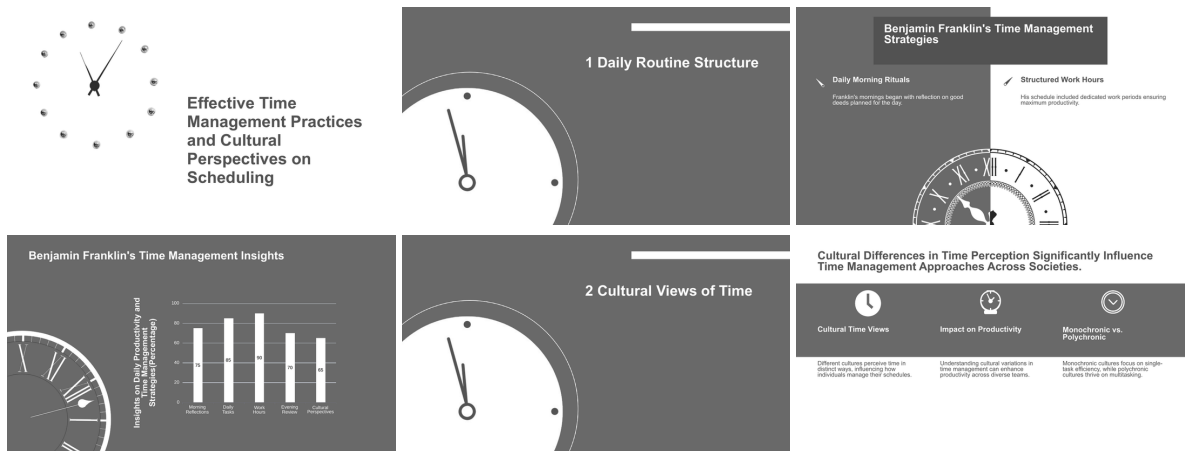 Effective Time
Management Practices
and Cultural
Perspectives on
Scheduling
1 Daily Routine Structure
Benjamin Franklin's Time Management
Strategies
Daily Morning Rituals
Franklin's mornings began with reflection on good
deeds planned for the day.
Structured Work Hours
His schedule included dedicated work periods ensuring
maximum productivity.
Benjamin Franklin's Time Management Insights
Insights on Daily Productivity and
Time Management
Strategies(Percentage)
100
80
60
40
20
0
75
85
90
70
65
Morning
Reflections
Daily
Tasks
Work
Hours
Evening
Review
Cultural
Perspectives
2 Cultural Views of Time
Cultural Differences in Time Perception Significantly Influence
Time Management Approaches Across Societies.
Cultural Time Views
Different cultures perceive time in
distinct ways, influencing how
individuals manage their schedules.
Impact on Productivity
Understanding cultural variations in
time management can enhance
productivity across diverse teams.
Monochronic vs.
Polychronic
Monochronic cultures focus on single-
task efficiency, while polychronic
cultures thrive on multitasking.